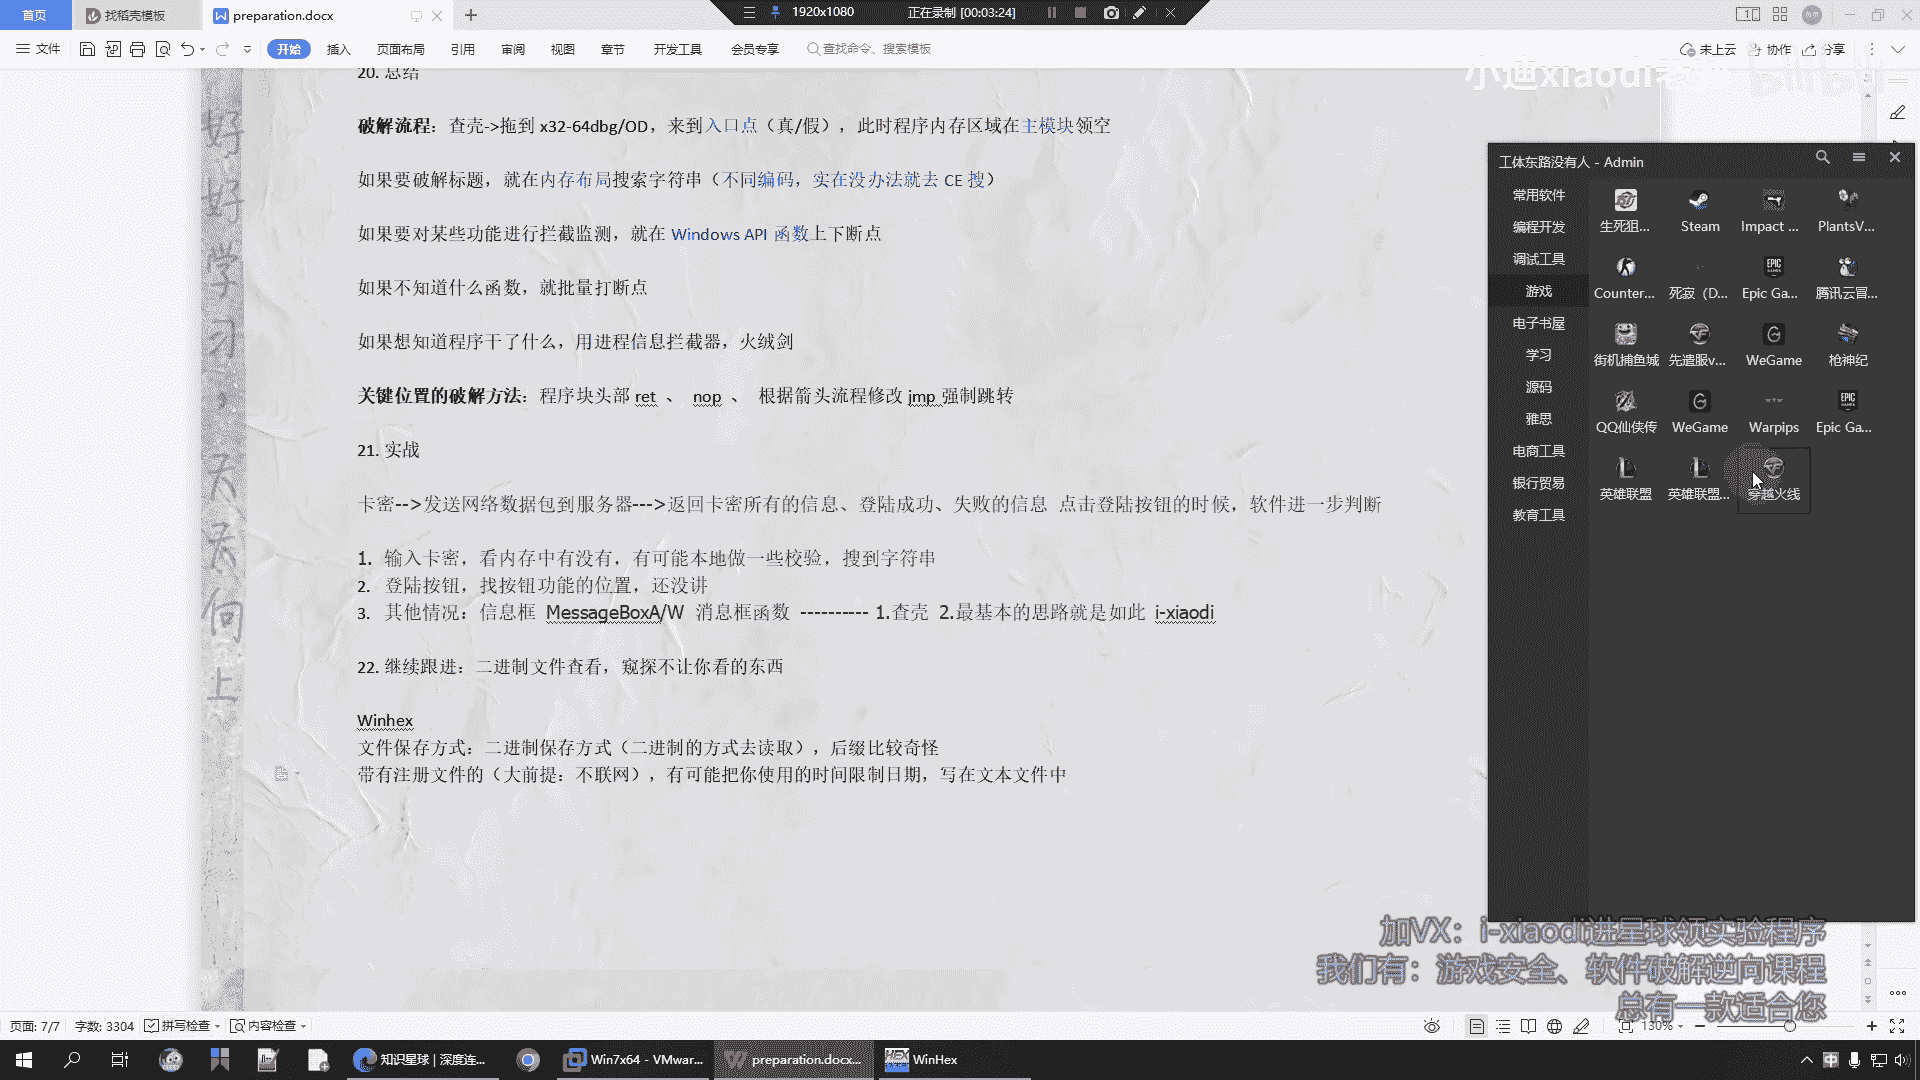 首页
找稻壳模板
preparation.docx
1920x1080
正在录制 [00:03:24]
文件
开始
插入
页面布局
引用
审阅
视图
章节
开发工具
会员专享
查找命令、搜索模板
未上云
协作
分享
小迪xiaodi
20. 总结
破解流程：查壳->拖到 x32-64dbg/OD，来到入口点（真/假），此时程序内存区域在主模块领空
如果要破解标题，就在内存布局搜索字符串（不同编码，实在没办法就去 CE 搜）
如果要对某些功能进行拦截监测，就在 Windows API 函数上下断点
如果不知道什么函数，就批量打断点
如果想知道程序干了什么，用进程信息拦截器，火绒剑
关键位置的破解方法：程序块头部 ret 、 nop 、 根据箭头流程修改 jmp 强制跳转
21. 实战
卡密-->发送网络数据包到服务器--->返回卡密所有的信息、登陆成功、失败的信息 点击登陆按钮的时候，软件进一步判断
1. 输入卡密，看内存中有没有，有可能本地做一些校验，搜到字符串
2. 登陆按钮，找按钮功能的位置，还没讲
3. 其他情况：信息框 MessageBoxA/W 消息框函数 ---------- 1.查壳 2.最基本的思路就是如此 i-xiaodi
22. 继续跟进：二进制文件查看，窥探不让你看的东西
Winhex
文件保存方式：二进制保存方式（二进制的方式去读取），后缀比较奇怪
带有注册文件的（大前提：不联网），有可能把你使用的时间限制日期，写在文本文件中
好好学习，天天向上
工体东路没有人 - Admin
常用软件
编程开发
调试工具
游戏
电子书屋
学习
源码
雅思
电商工具
银行贸易
教育工具
生死狙...
Steam
Impact ...
PlantsV...
Counter...
死寂（D...
Epic Ga...
腾讯云冒...
街机捕鱼城
先遣服v...
WeGame
枪神纪
QQ仙侠传
WeGame
Warpips
Epic Ga...
英雄联盟
英雄联盟...
穿越火线
加VX：i-xiaodi进星球领实验程序
我们有：游戏安全、软件破解逆向课程
总有一款适合您
页面: 7/7
字数: 3304
拼写检查
内容检查
130%
知识星球 | 深度连...
Win7x64 - VMwar...
preparation.docx...
WinHex
中